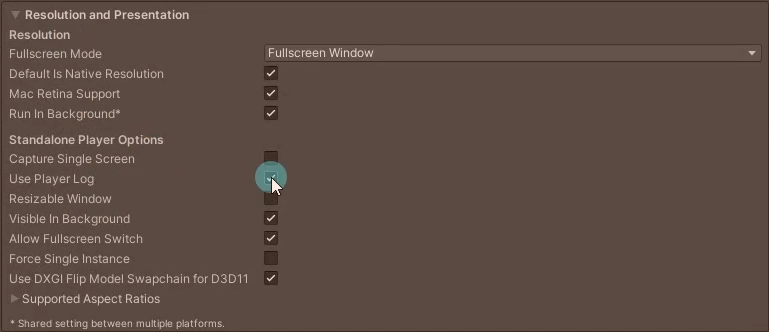 Resolution and Presentation
Resolution
Fullscreen Mode Fullscreen Window
Default Is Native Resolution
Mac Retina Support
Run In Background*
Standalone Player Options
Capture Single Screen
Use Player Log
Resizable Window
Visible In Background
Allow Fullscreen Switch
Force Single Instance
Use DXGI Flip Model Swapchain for D3D11
Supported Aspect Ratios
* Shared setting between multiple platforms.